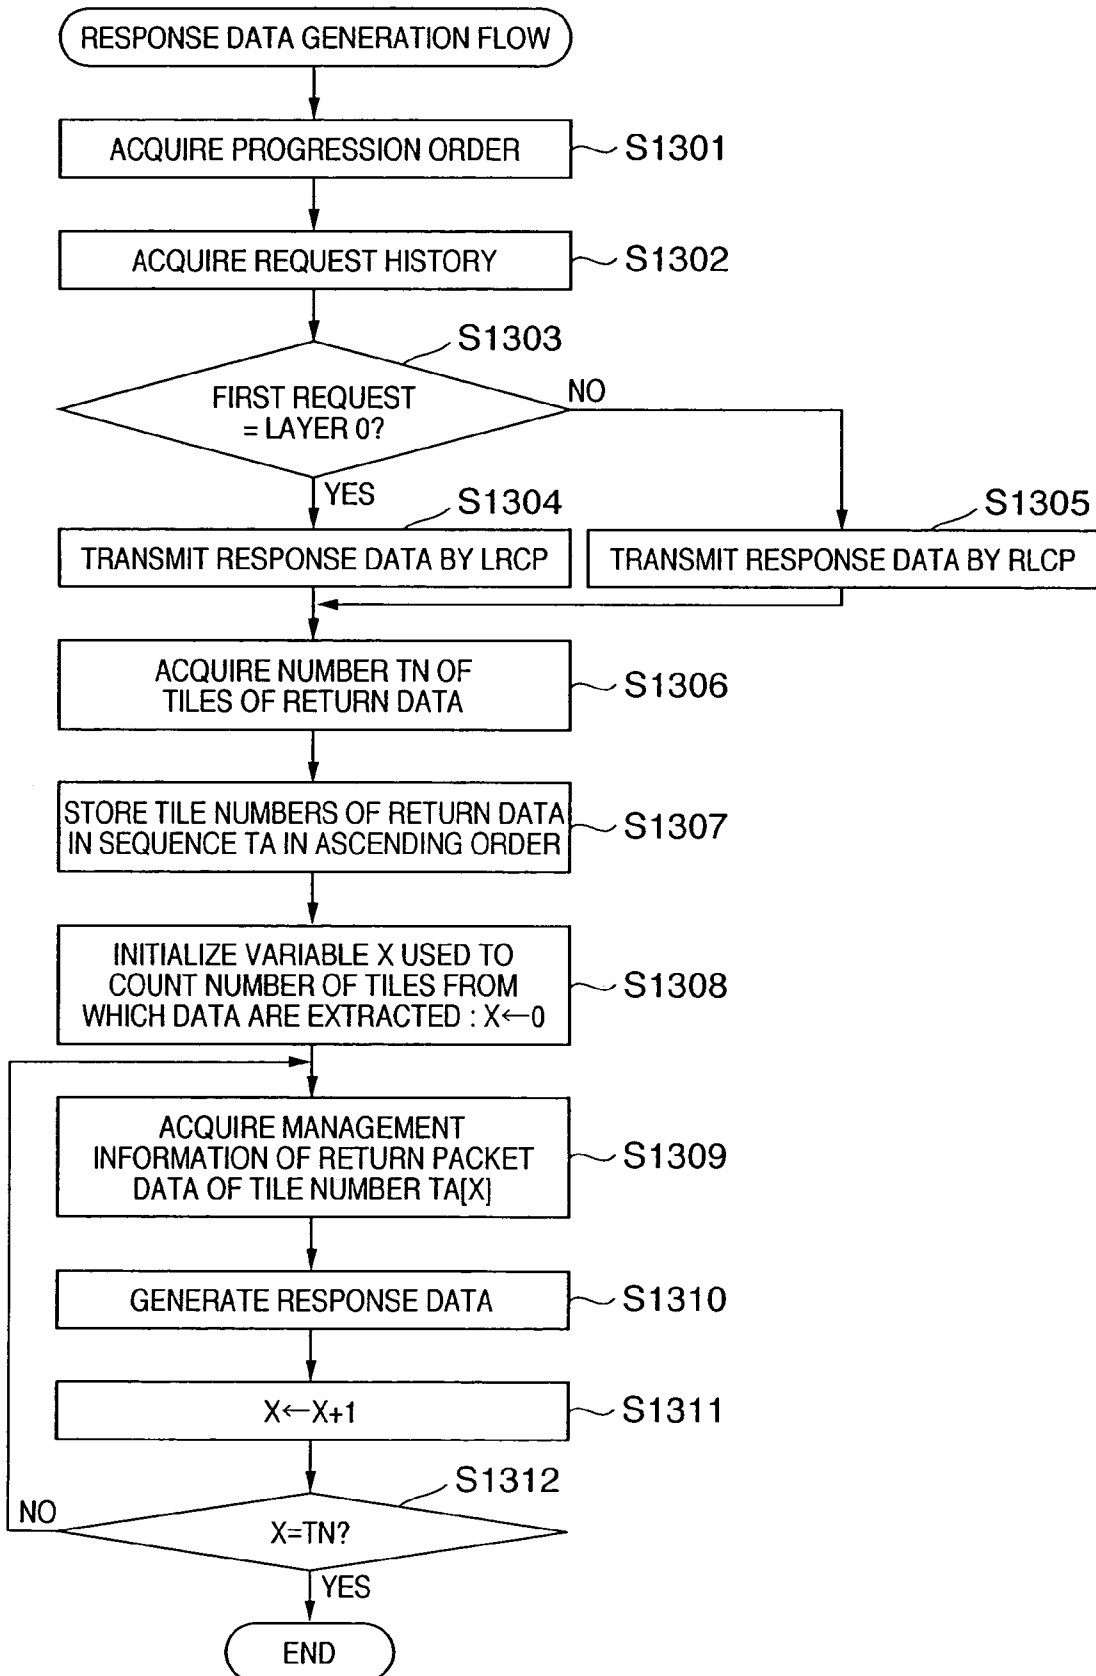 RESPONSE DATA GENERATION FLOW
ACQUIRE PROGRESSION ORDER
S1301
ACQUIRE REQUEST HISTORY
S1302
S1303
FIRST REQUEST
= LAYER 0?
NO
YES
S1304
S1305
TRANSMIT RESPONSE DATA BY LRCP
TRANSMIT RESPONSE DATA BY RLCP
ACQUIRE NUMBER TN OF
TILES OF RETURN DATA
S1306
STORE TILE NUMBERS OF RETURN DATA
IN SEQUENCE TA IN ASCENDING ORDER
S1307
INITIALIZE VARIABLE X USED TO
COUNT NUMBER OF TILES FROM
WHICH DATA ARE EXTRACTED : X←0
S1308
ACQUIRE MANAGEMENT
INFORMATION OF RETURN PACKET
DATA OF TILE NUMBER TA[X]
S1309
GENERATE RESPONSE DATA
S1310
X←X+1
S1311
S1312
NO
X=TN?
YES
END